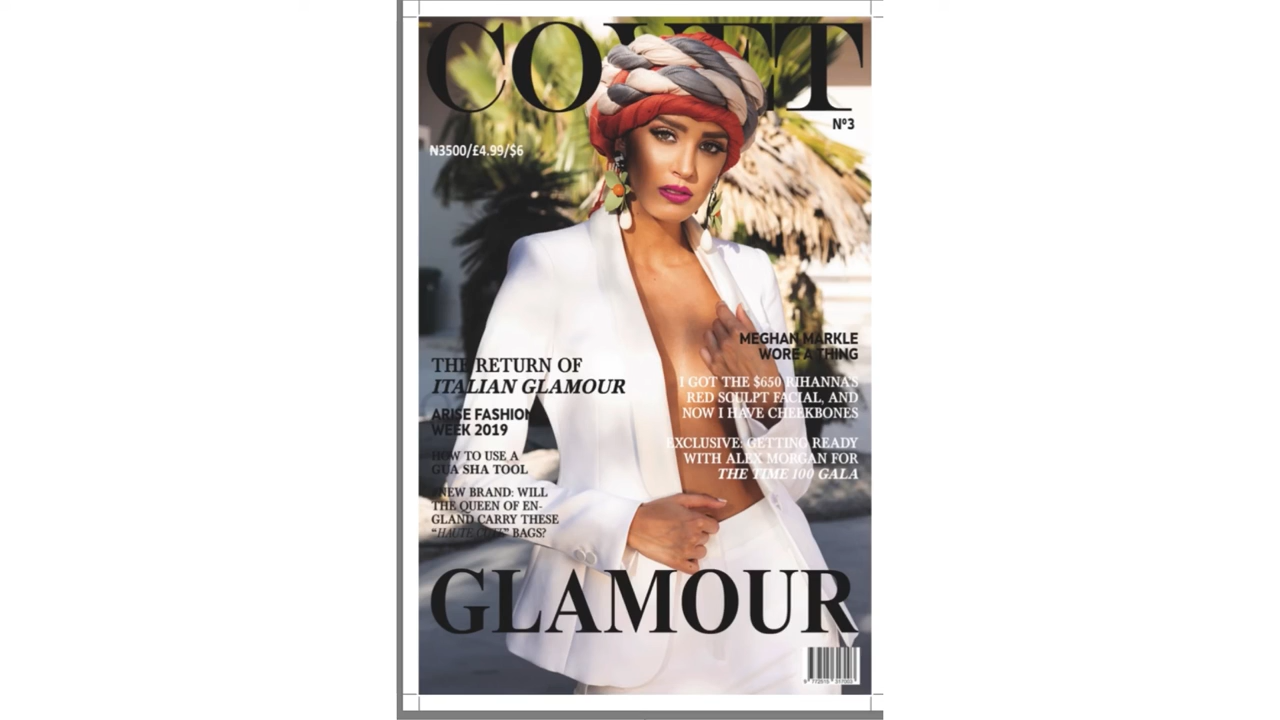 COVET
Nº3
₦3500/£4.99/$6
THE RETURN OF
ITALIAN GLAMOUR
ARISE FASHION
WEEK 2019
HOW TO USE A
GUA SHA TOOL
NEW BRAND: WILL
THE QUEEN OF EN-
GLAND CARRY THESE
BAGS?
MEGHAN MARKLE
WORE A THING
I GOT THE $650 RIHANNA'S
RED SCULPT FACIAL, AND
NOW I HAVE CHEEKBONES
EXCLUSIVE: GETTING READY
WITH ALEX MORGAN FOR
THE TIME 100 GALA
GLAMOUR